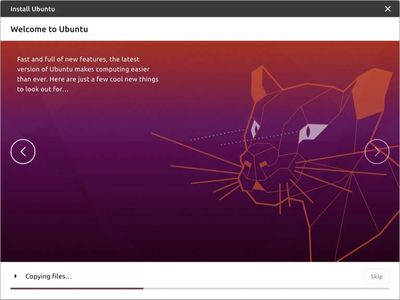 Install Ubuntu
Welcome to Ubuntu
Fast and full of new features, the latest
version of Ubuntu makes computing easier
than ever. Here are just a few cool new things
to look out for...
Copying files...
Skip